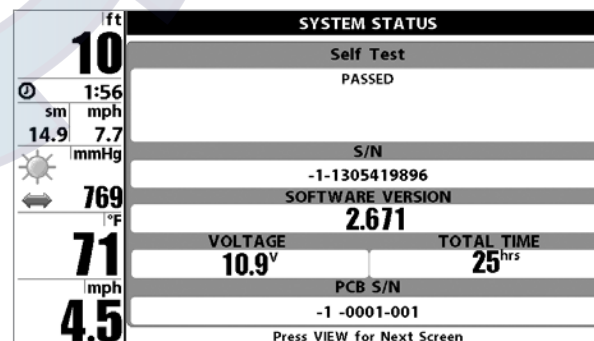 ft
10
1:56
sm mph
14.9 7.7
mmHg
769
°F
71
mph
4.5
SYSTEM STATUS
Self Test
PASSED
S/N
-1-1305419896
SOFTWARE VERSION
2.671
VOLTAGE TOTAL TIME
10.9V 25hrs
PCB S/N
-1 -0001-001
Press VIEW for Next Screen